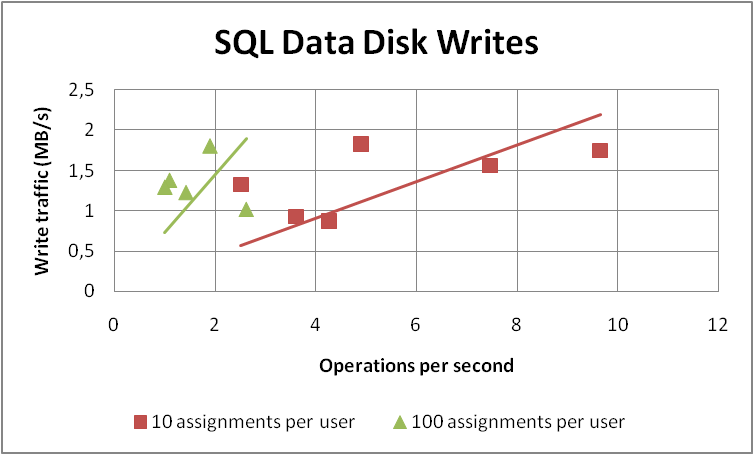 SQL Data Disk Writes
Write traffic (MB/s)
2,5
2
1,5
1
0,5
0
0 2 4 6 8 10 12
Operations per second
10 assignments per user 100 assignments per user